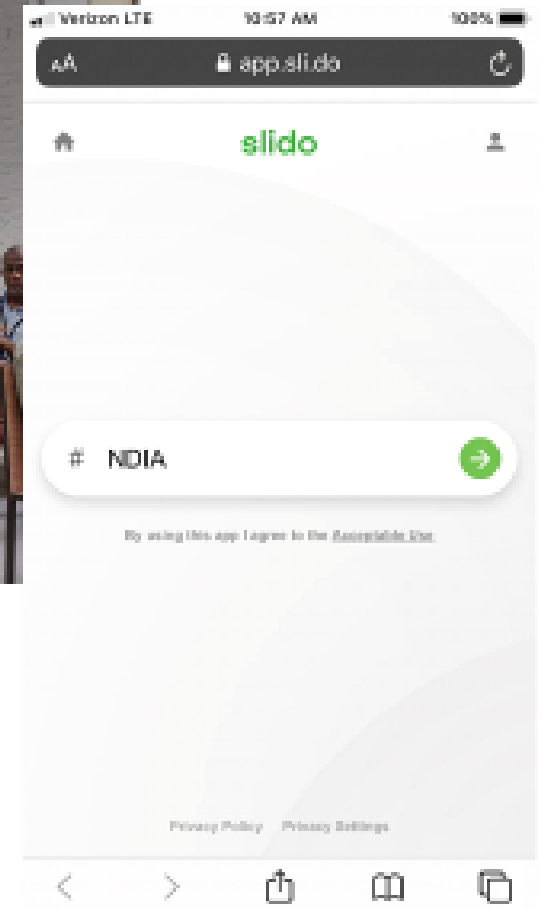 Verizon LTE 10:57 AM 100%
AA app.sli.do
slido
# NDIA
By using this app I agree to the Acceptable Use
Privacy Policy Privacy Settings